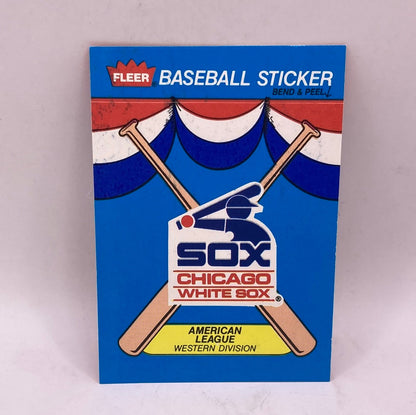 FLEER
BASEBALL STICKER
BEND & PEEL
SOX
CHICAGO
WHITE SOX ®
AMERICAN
LEAGUE
WESTERN DIVISION